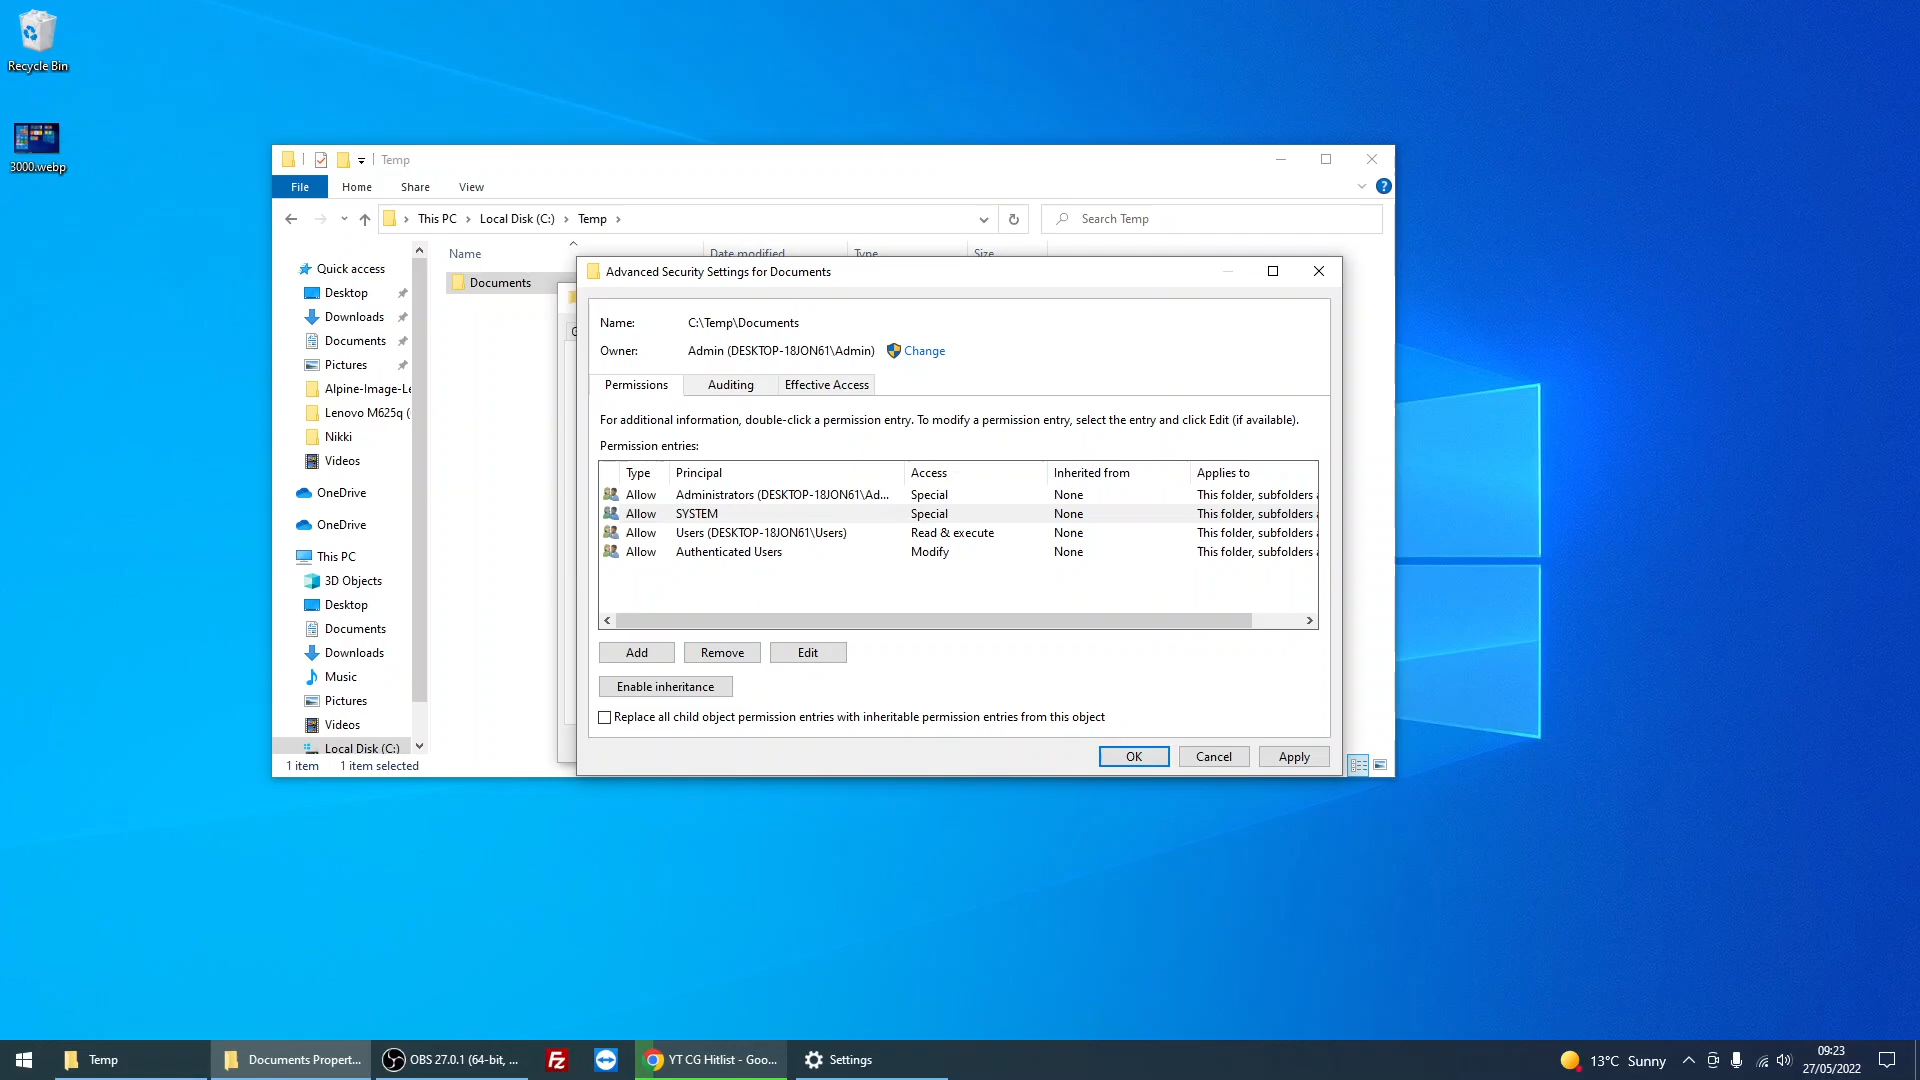 Recycle Bin
3000.webp
Temp
File Home Share View
This PC Local Disk (C:) Temp
Search Temp
Name Date modified Type Size
Documents
Quick access
Desktop
Downloads
Documents
Pictures
Alpine-Image-Le
Lenovo M625q (
Nikki
Videos
OneDrive
OneDrive
This PC
3D Objects
Desktop
Documents
Downloads
Music
Pictures
Videos
Local Disk (C:)
1 item 1 item selected
Advanced Security Settings for Documents
Name: C:\Temp\Documents
Owner: Admin (DESKTOP-18JON61\Admin) Change
Permissions Auditing Effective Access
For additional information, double-click a permission entry. To modify a permission entry, select the entry and click Edit (if available).
Permission entries:
Type Principal Access Inherited from Applies to
Allow Administrators (DESKTOP-18JON61\Ad... Special None This folder, subfolders
Allow SYSTEM Special None This folder, subfolders
Allow Users (DESKTOP-18JON61\Users) Read & execute None This folder, subfolders
Allow Authenticated Users Modify None This folder, subfolders
Add Remove Edit
Enable inheritance
Replace all child object permission entries with inheritable permission entries from this object
OK Cancel Apply
Temp Documents Propert... OBS 27.0.1 (64-bit, ... YT CG Hitlist - Goo... Settings
13°C Sunny
09:23
27/05/2022